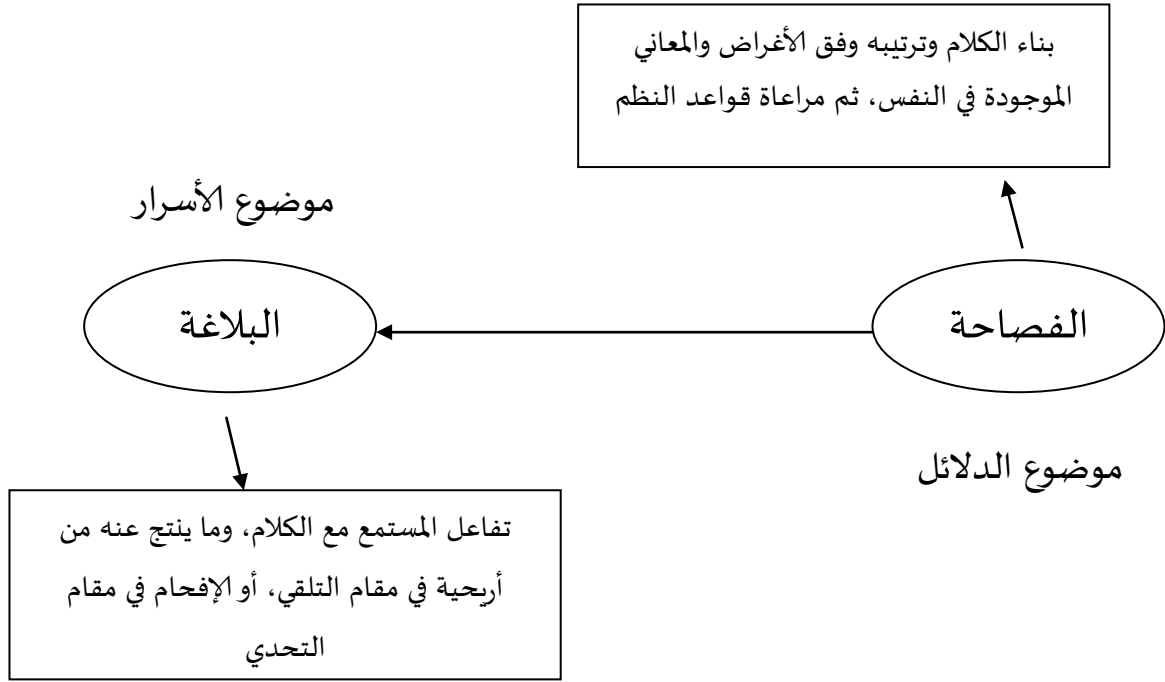 بناء الكلام وترتيبه وفق الأغراض والمعاني
الموجودة في النفس، ثم مراعاة قواعد النظم
موضوع الأسرار
الفصاحة
البلاغة
موضوع الدلائل
تفاعل المستمع مع الكلام، وما ينتج عنه من
أريحية في مقام التلقي، أو الإفحام في مقام
التحدي